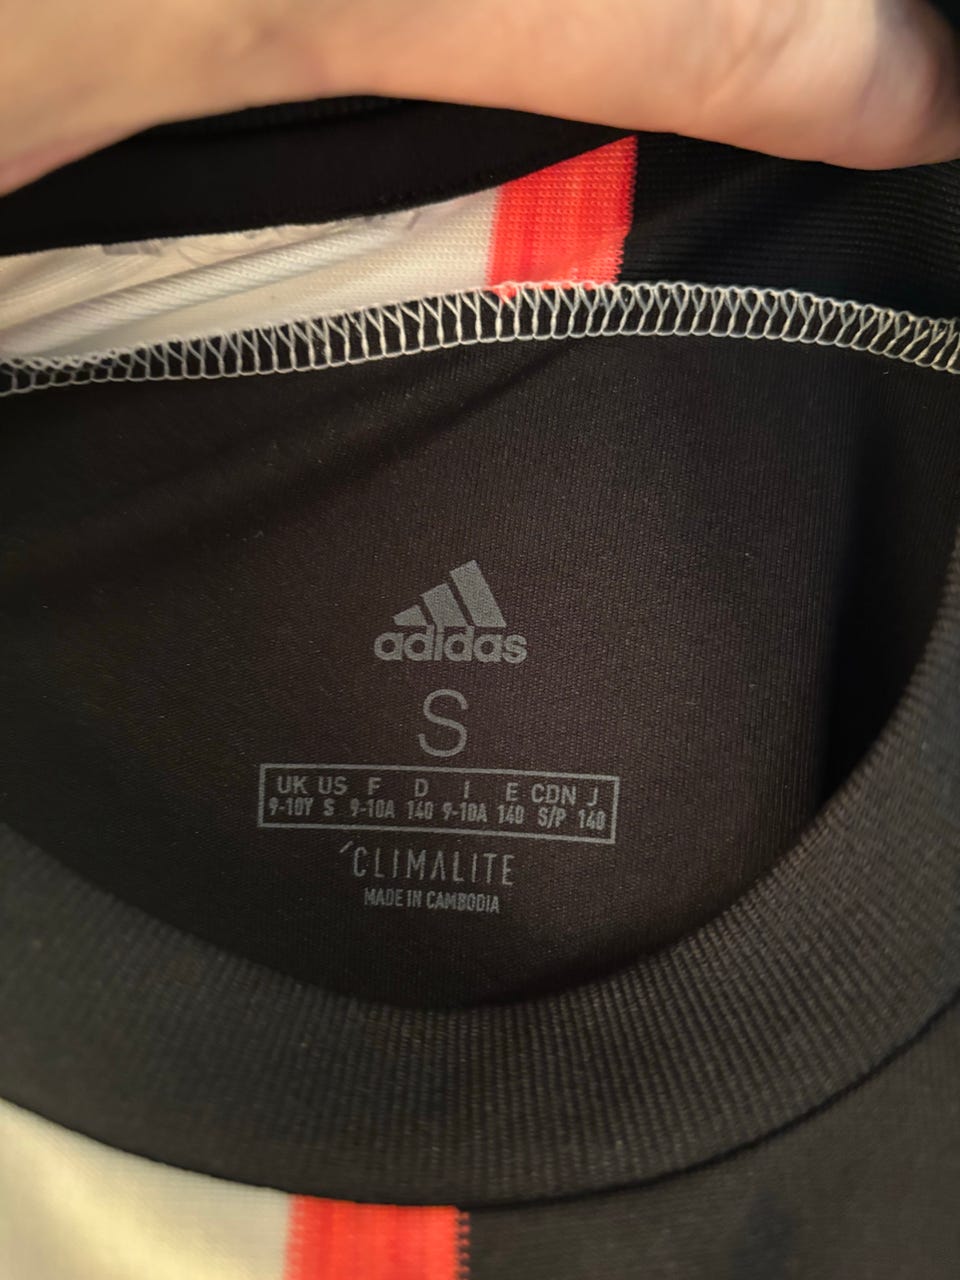 adidas
S
UK US F D I E CDN J
9-10Y S 9-10A 140 9-10A 140 S/P 140
CLIMALITE
MADE IN CAMBODIA